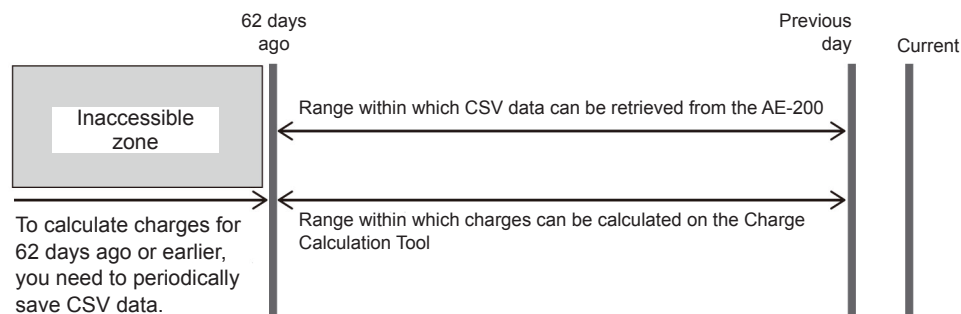 62 days
ago
Previous
day
Current
Inaccessible
zone
Range within which CSV data can be retrieved from the AE-200
To calculate charges for
62 days ago or earlier,
you need to periodically
save CSV data.
Range within which charges can be calculated on the Charge
Calculation Tool